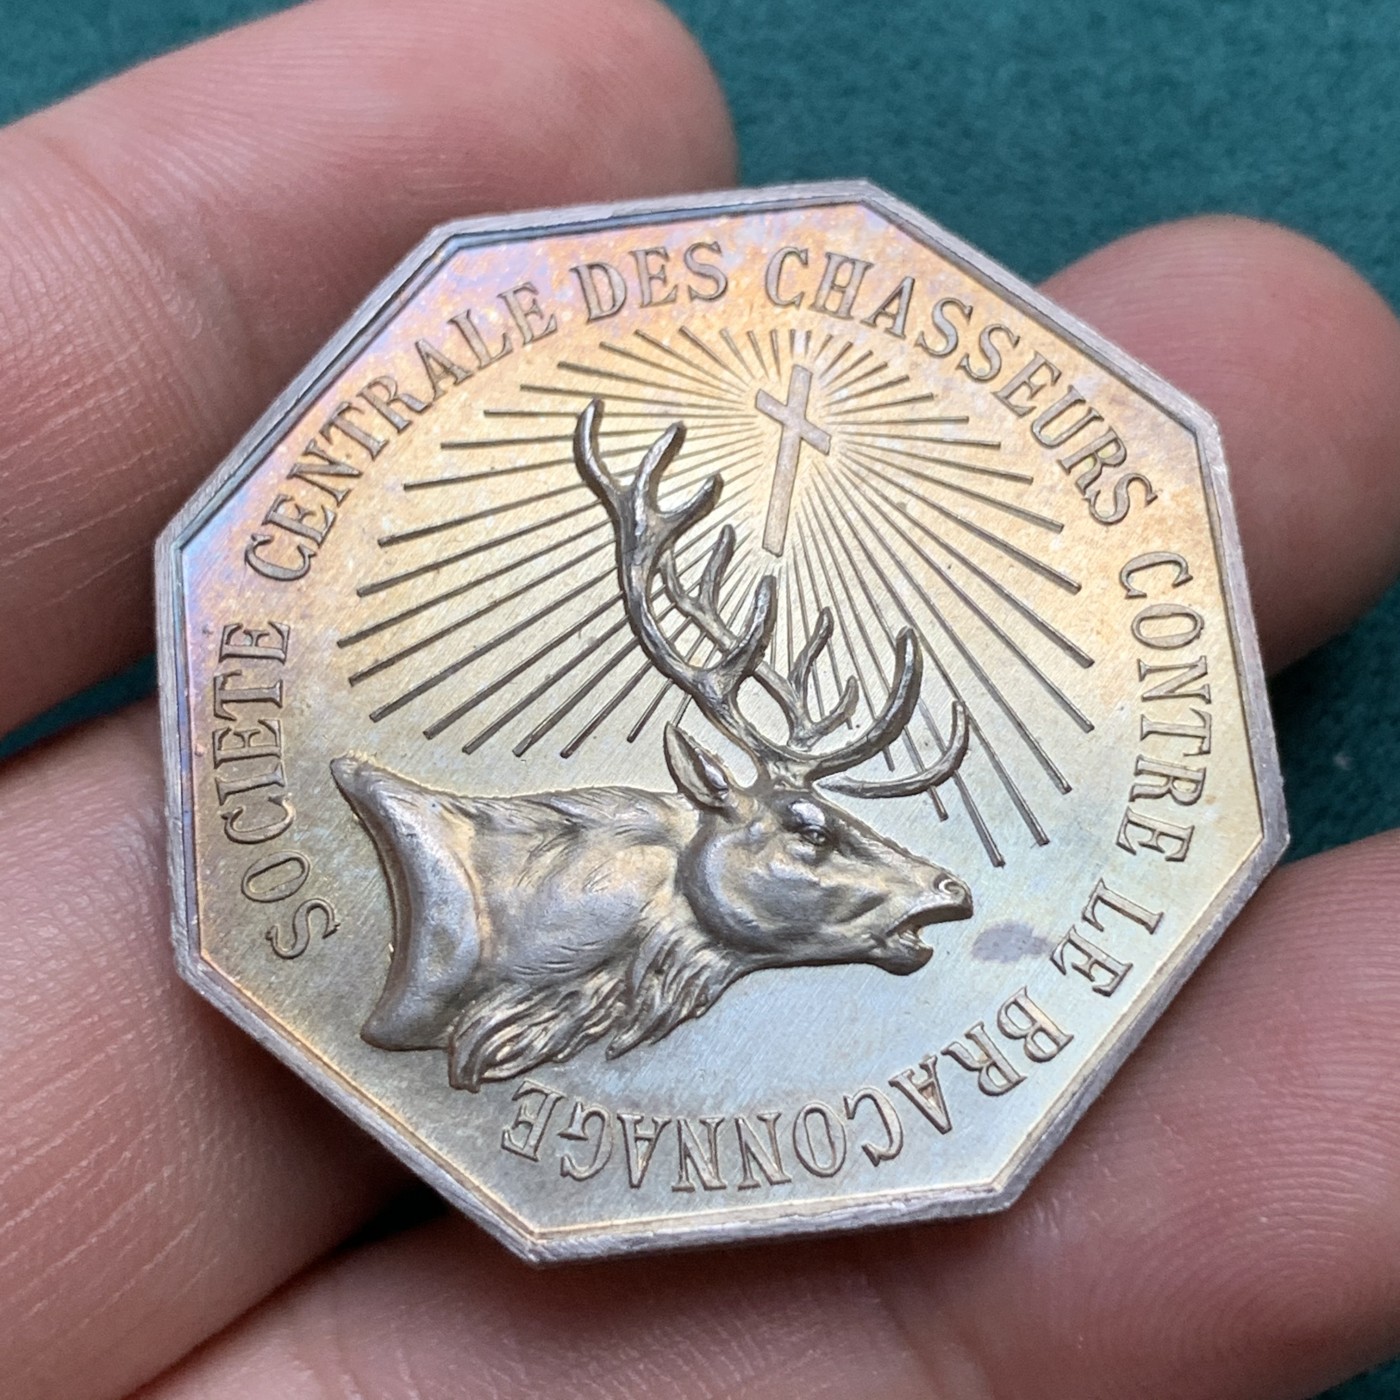 SOCIETE CENTRALE DES CHASSEURS CONTRE LE BRACONNAGE